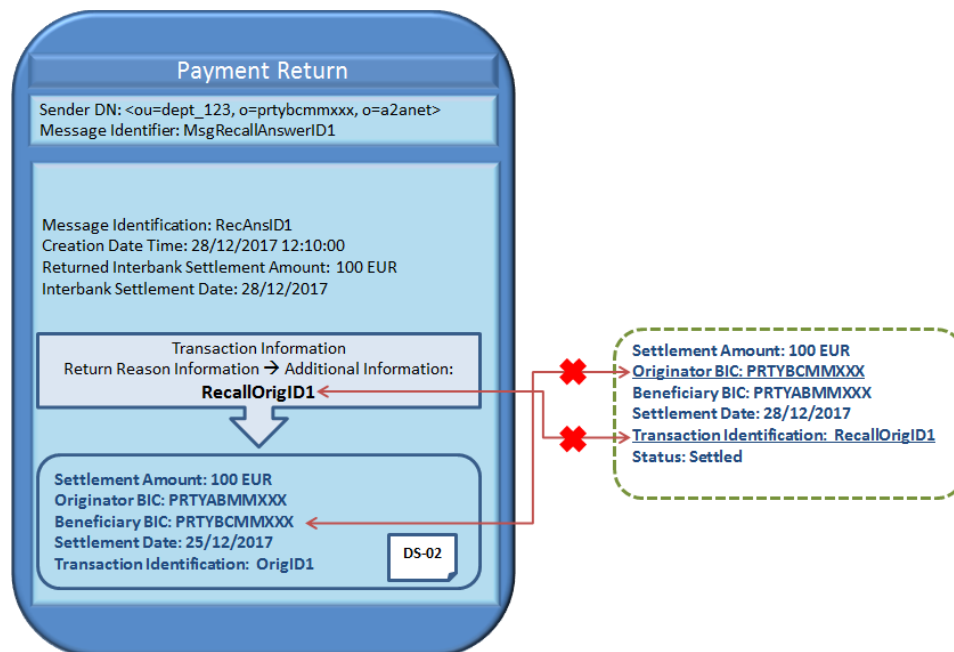 Payment Return
Sender DN: <ou=dept_123, o=prtybcmmxxx, o=a2anet>
Message Identifier: MsgRecallAnswerID1
Message Identification: RecAnsID1
Creation Date Time: 28/12/2017 12:10:00
Returned Interbank Settlement Amount: 100 EUR
Interbank Settlement Date: 28/12/2017
Transaction Information
Return Reason Information → Additional Information:
RecallOrigID1
Settlement Amount: 100 EUR
Originator BIC: PRTYABMMXXX
Beneficiary BIC: PRTYBCMMXXX
Settlement Date: 25/12/2017
Transaction Identification: OrigID1
DS-02
Settlement Amount: 100 EUR
Originator BIC: PRTYBCMMXXX
Beneficiary BIC: PRTYABMMXXX
Settlement Date: 28/12/2017
Transaction Identification: RecallOrigID1
Status: Settled